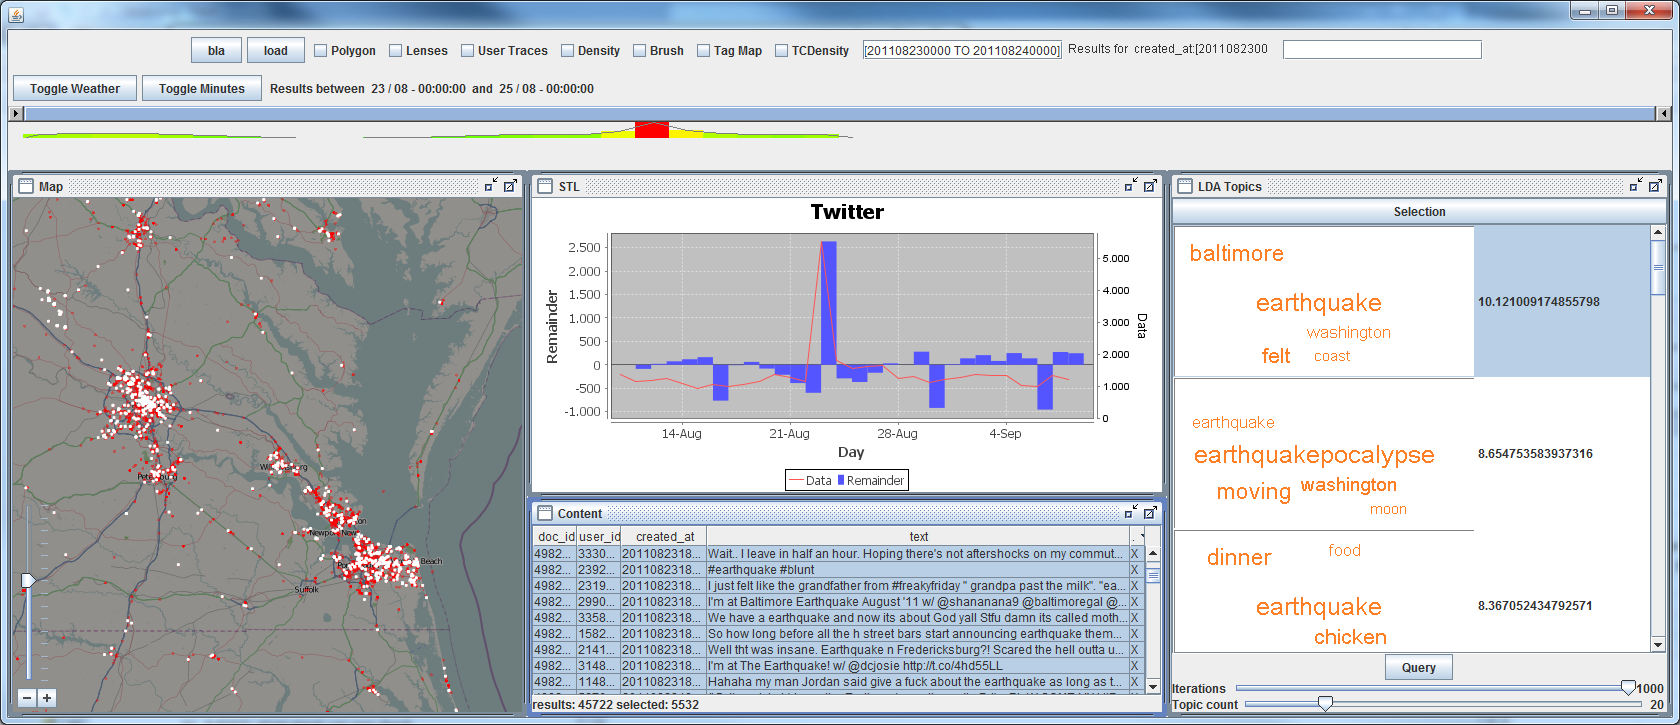 bla load Polygon Lenses User Traces Density Brush Tag Map TCDensity [201108230000 TO 201108240000] Results for created_at:[2011082300
Toggle Weather Toggle Minutes Results between 23 / 08 - 00:00:00 and 25 / 08 - 00:00:00
Map
Petersburg
Suffolk
Beach
STL
Twitter
2.500
2.000
1.500
1.000
500
0
-500
-1.000
Remainder
5.000
4.000
3.000
2.000
1.000
0
Data
14-Aug 21-Aug 28-Aug 4-Sep
Day
Data Remainder
Content
doc_id user_id created_at text .
4982... 3330... 2011082318... Wait.. I leave in half an hour. Hoping there's not aftershocks on my commut... X
4982... 2392... 2011082318... #earthquake #blunt X
4982... 2319... 2011082318... I just felt like the grandfather from #freakyfriday " grandpa past the milk". "ea... X
4982... 2990... 2011082318... I'm at Baltimore Earthquake August '11 w/ @shananana9 @baltimoregal @... X
4982... 3358... 2011082318... We have a earthquake and now its about God yall Stfu damn its called moth... X
4982... 1582... 2011082318... So how long before all the h street bars start announcing earthquake them... X
4982... 2141... 2011082318... Well tht was insane. Earthquake n Fredericksburg?! Scared the hell outta u... X
4982... 3148... 2011082318... I'm at The Earthquake! w/ @dcjosie http://t.co/4hd55LL X
4982... 1148... 2011082318... Hahaha my man Jordan said give a fuck about the earthquake as long as t... X
results: 45722 selected: 5532
LDA Topics
Selection
baltimore
earthquake
washington
felt coast
10.121009174855798
earthquake
earthquakepocalypse
moving washington
moon
8.654753583937316
dinner food
earthquake
chicken
8.367052434792571
Query
Iterations 1000
Topic count 20